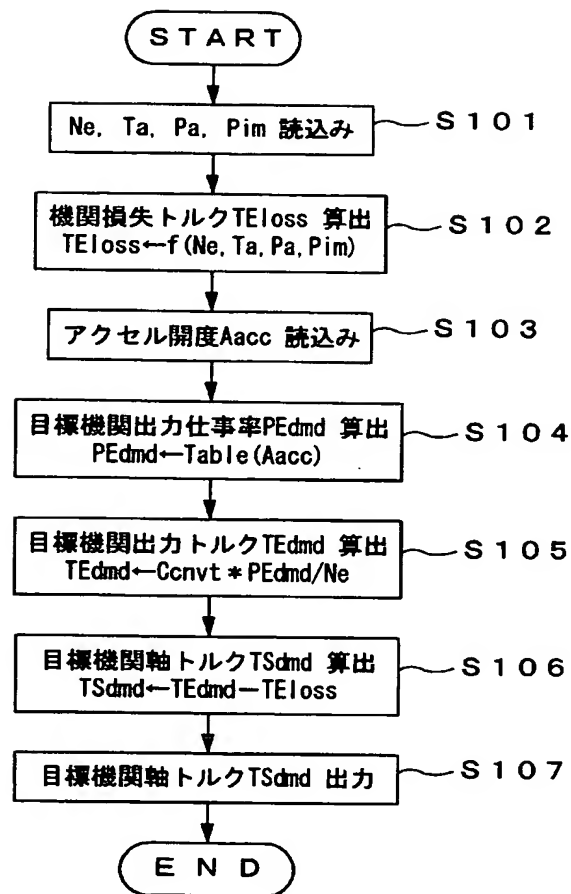 START
Ne, Ta, Pa, Pim 読込み
S101
機関損失トルクTEloss 算出
TEloss←f(Ne,Ta,Pa,Pim)
S102
アクセル開度Aacc 読込み
S103
目標機関出力仕事率PEdmd 算出
PEdmd←Table(Aacc)
S104
目標機関出力トルクTEdmd 算出
TEdmd←Ccnvt*PEdmd/Ne
S105
目標機関軸トルクTSdmd 算出
TSdmd←TEdmd−TEloss
S106
目標機関軸トルクTSdmd 出力
S107
END